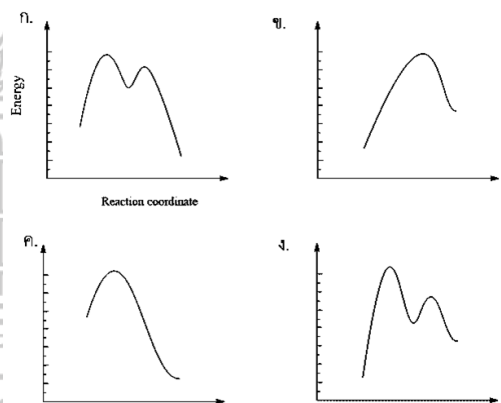 ก.
ข.
Energy
Reaction coordinate
ค.
ง.